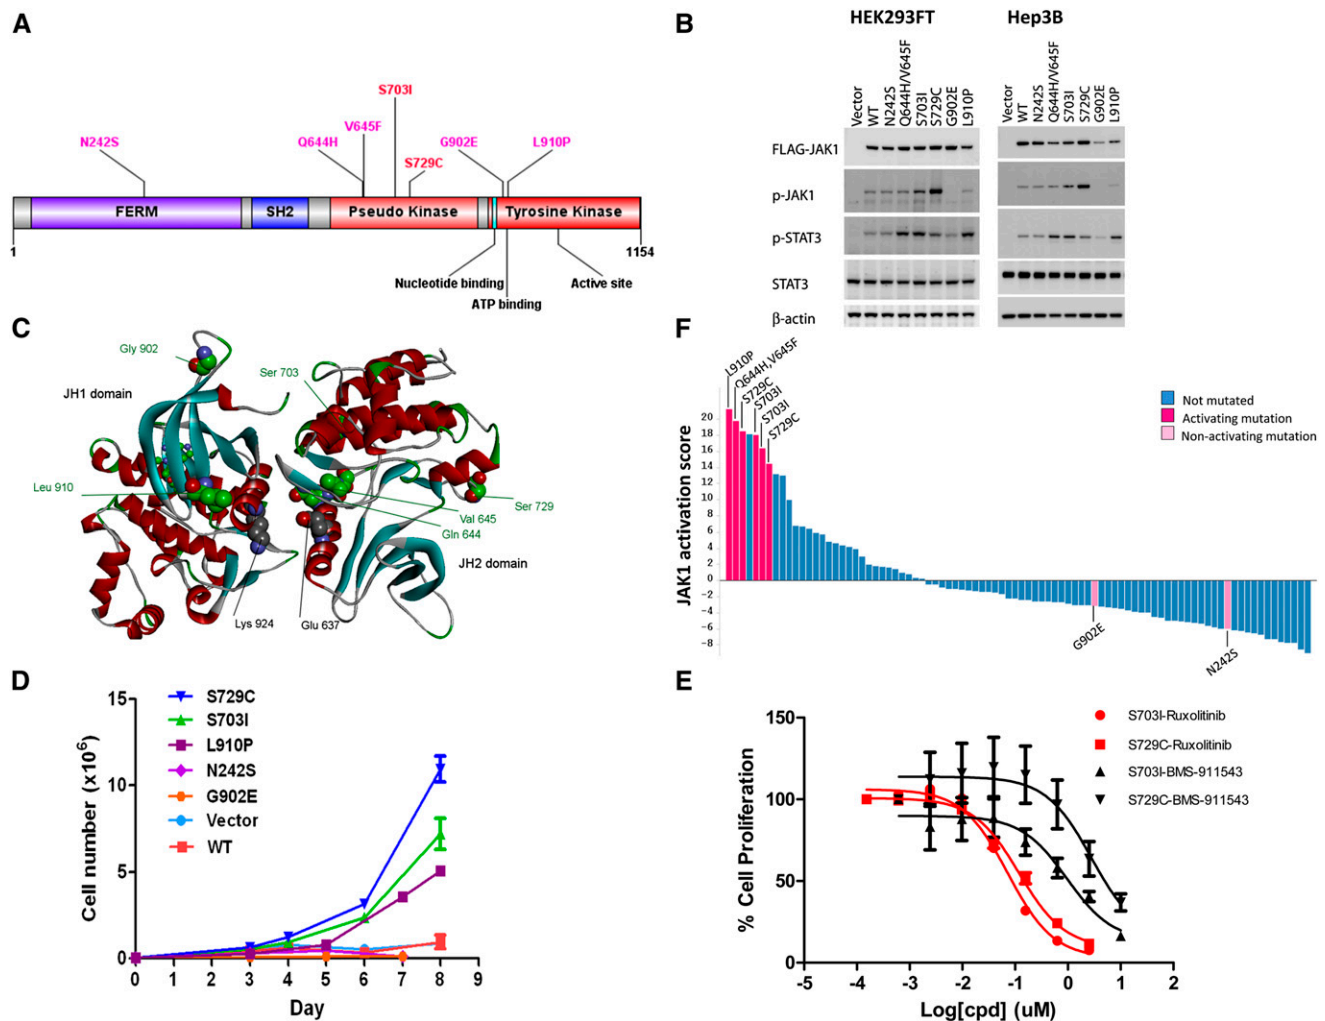 A
S703I
V645F
N242S
Q644H
G902E
L910P
S729C
FERM
SH2
Pseudo Kinase
Tyrosine Kinase
1
1154
Nucleotide binding
Active site
ATP binding
B
HEK293FT
Hep3B
Vector
WT
N242S
Q644H/V645F
S703I
S729C
G902E
L910P
Vector
WT
N242S
Q644H/V645F
S703I
S729C
G902E
L910P
FLAG-JAK1
p-JAK1
p-STAT3
STAT3
β-actin
C
Gly 902
Ser 703
JH1 domain
Leu 910
Val 645
Gln 644
Ser 729
JH2 domain
Lys 924
Glu 637
F
L910P
Q644H,V645F
S729C
S703I
S703I
S729C
JAK1 activation score
20
18
16
14
12
10
8
6
4
2
0
−2
−4
−6
−8
Not mutated
Activating mutation
Non-activating mutation
G902E
N242S
D
Cell number (x10⁶)
15
10
5
0
S729C
S703I
L910P
N242S
G902E
Vector
WT
0 1 2 3 4 5 6 7 8 9
Day
E
% Cell Proliferation
150
100
50
0
S703I-Ruxolitinib
S729C-Ruxolitinib
S703I-BMS-911543
S729C-BMS-911543
-4 -3 -2 -1 0 1 2
Log[cpd] (uM)